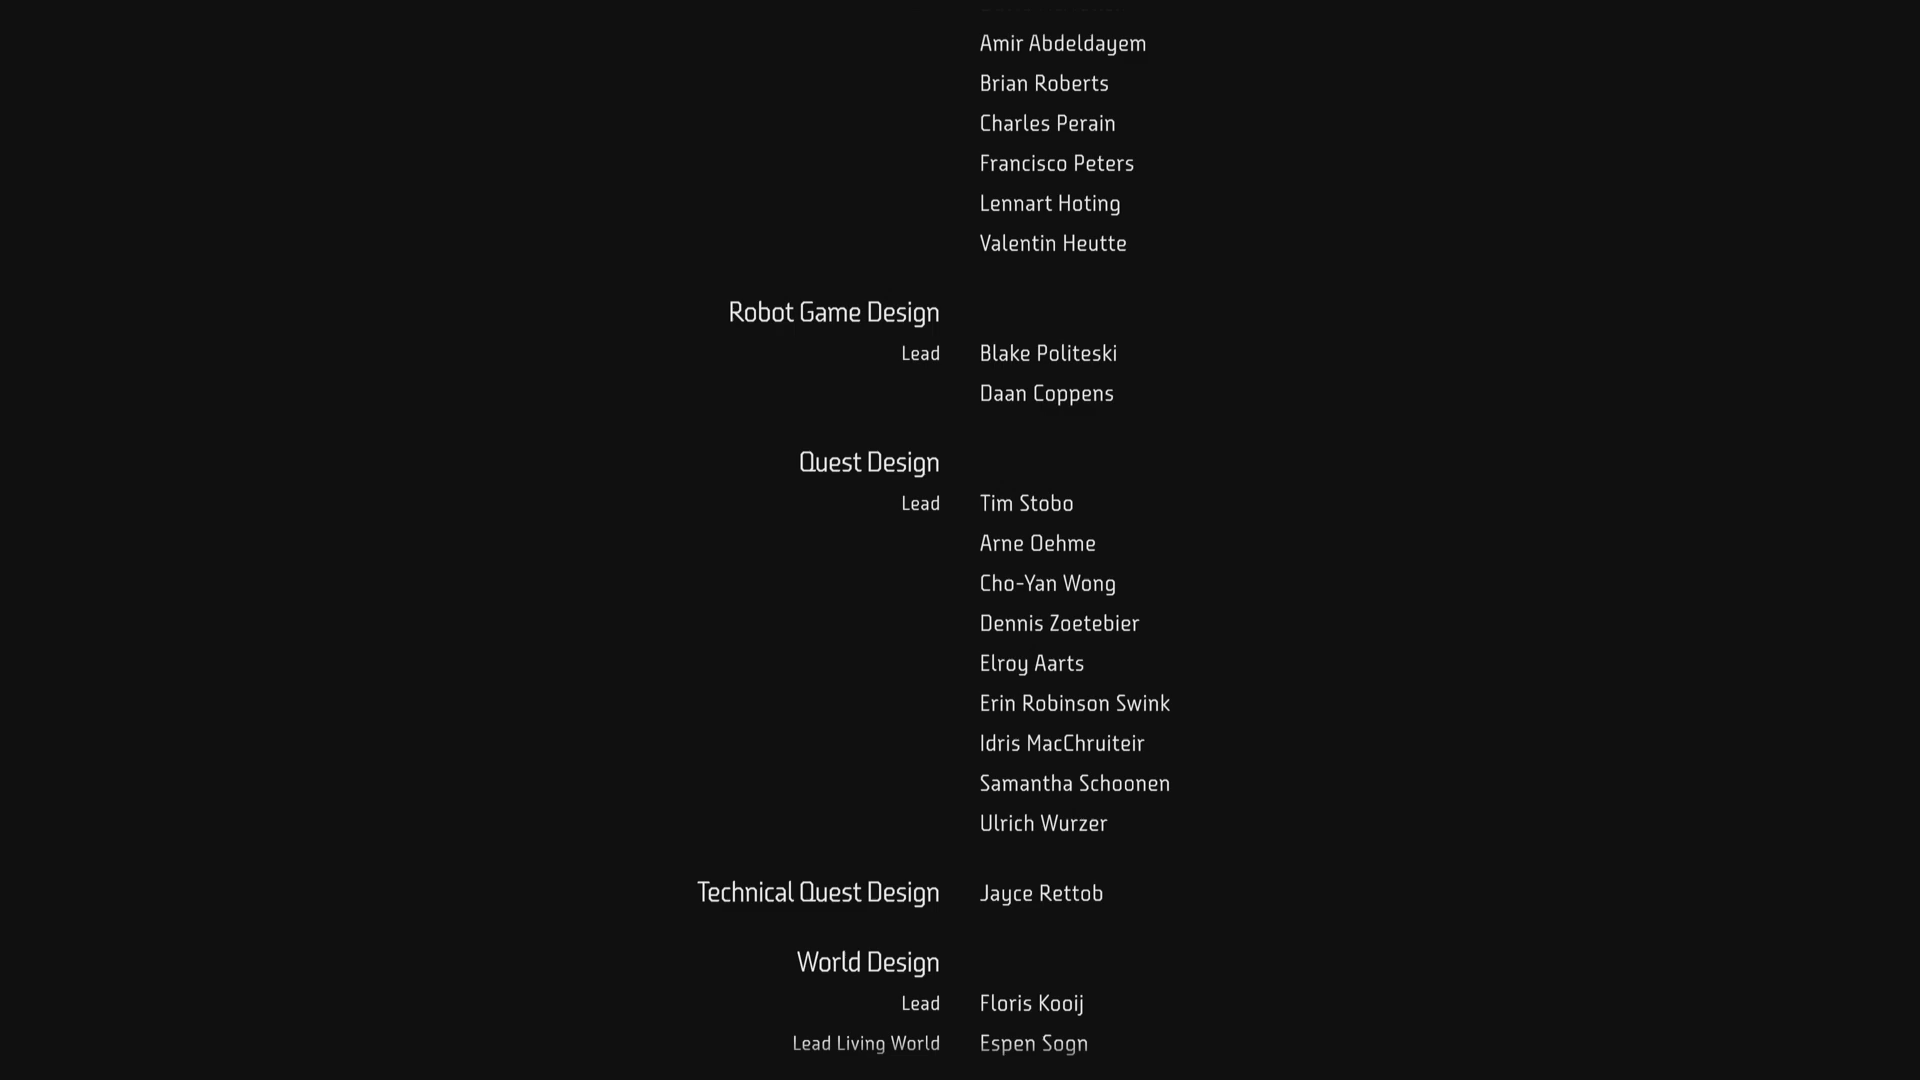 Amir Abdeldayem
Brian Roberts
Charles Perain
Francisco Peters
Lennart Hoting
Valentin Heutte
Robot Game Design
Lead Blake Politeski
Daan Coppens
Quest Design
Lead Tim Stobo
Arne Oehme
Cho-Yan Wong
Dennis Zoetebier
Elroy Aarts
Erin Robinson Swink
Idris MacChruiteir
Samantha Schoonen
Ulrich Wurzer
Technical Quest Design Jayce Rettob
World Design
Lead Floris Kooij
Lead Living World Espen Sogn